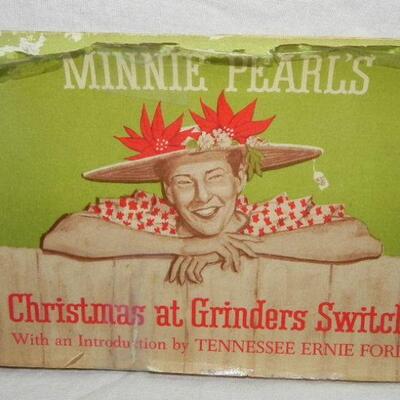 MINNIE PEARL'S
Christmas at Grinders Switch
With an Introduction by TENNESSEE ERNIE FORD